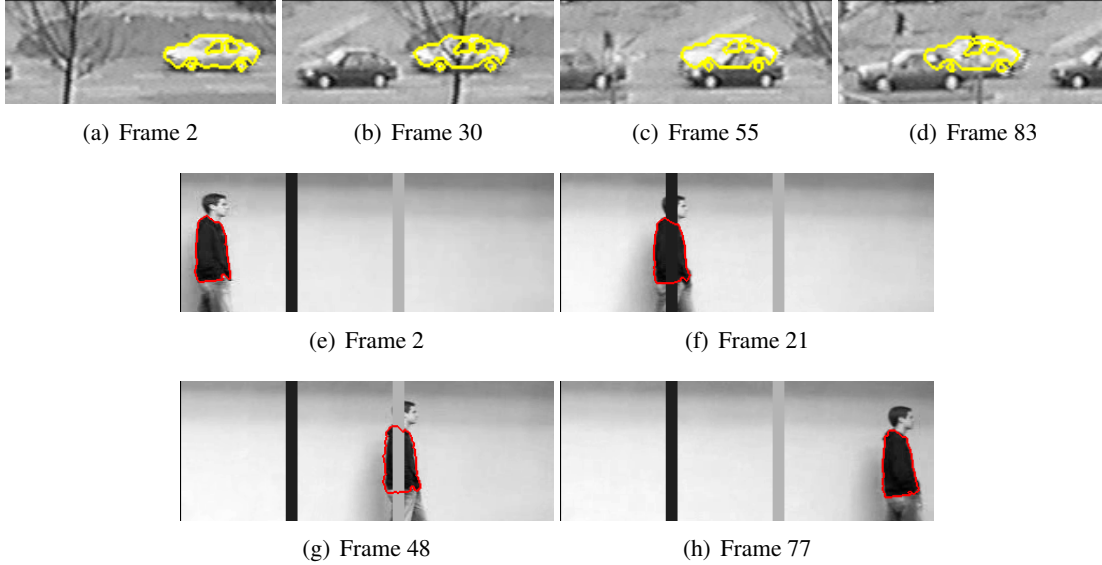 (a) Frame 2
(b) Frame 30
(c) Frame 55
(d) Frame 83
(e) Frame 2
(f) Frame 21
(g) Frame 48
(h) Frame 77